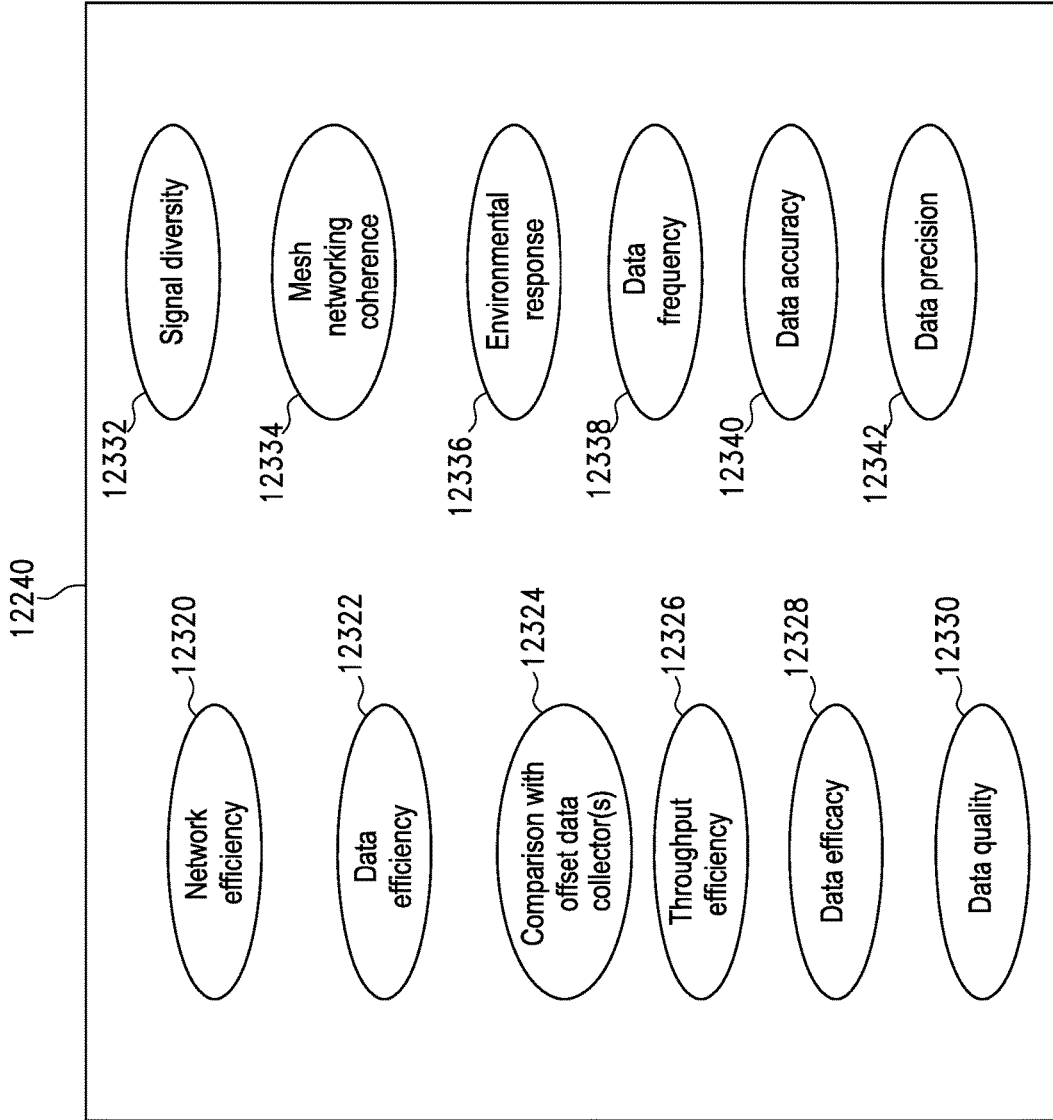 12240
Network
efficiency
12320
Data
efficiency
12322
Comparison with
offset data
collector(s)
12324
Throughput
efficiency
12326
Data efficacy
12328
Data quality
12330
12332
Signal diversity
12334
Mesh
networking
coherence
12336
Environmental
response
12338
Data
frequency
12340
Data accuracy
12342
Data precision